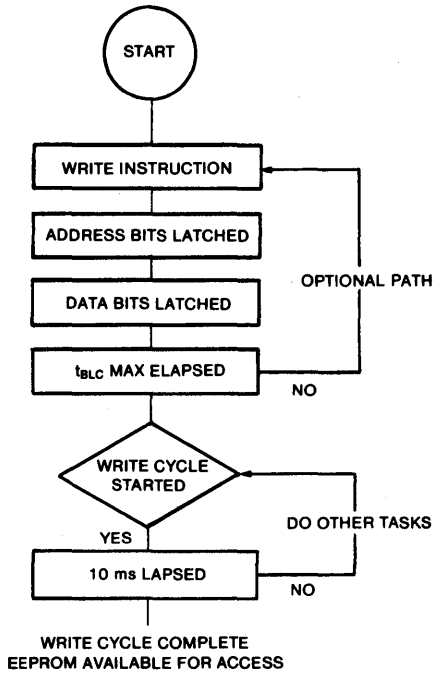 START
WRITE INSTRUCTION
ADDRESS BITS LATCHED
OPTIONAL PATH
DATA BITS LATCHED
tBLC MAX ELAPSED
NO
WRITE CYCLE
STARTED
DO OTHER TASKS
YES
10 ms LAPSED
NO
WRITE CYCLE COMPLETE
EEPROM AVAILABLE FOR ACCESS